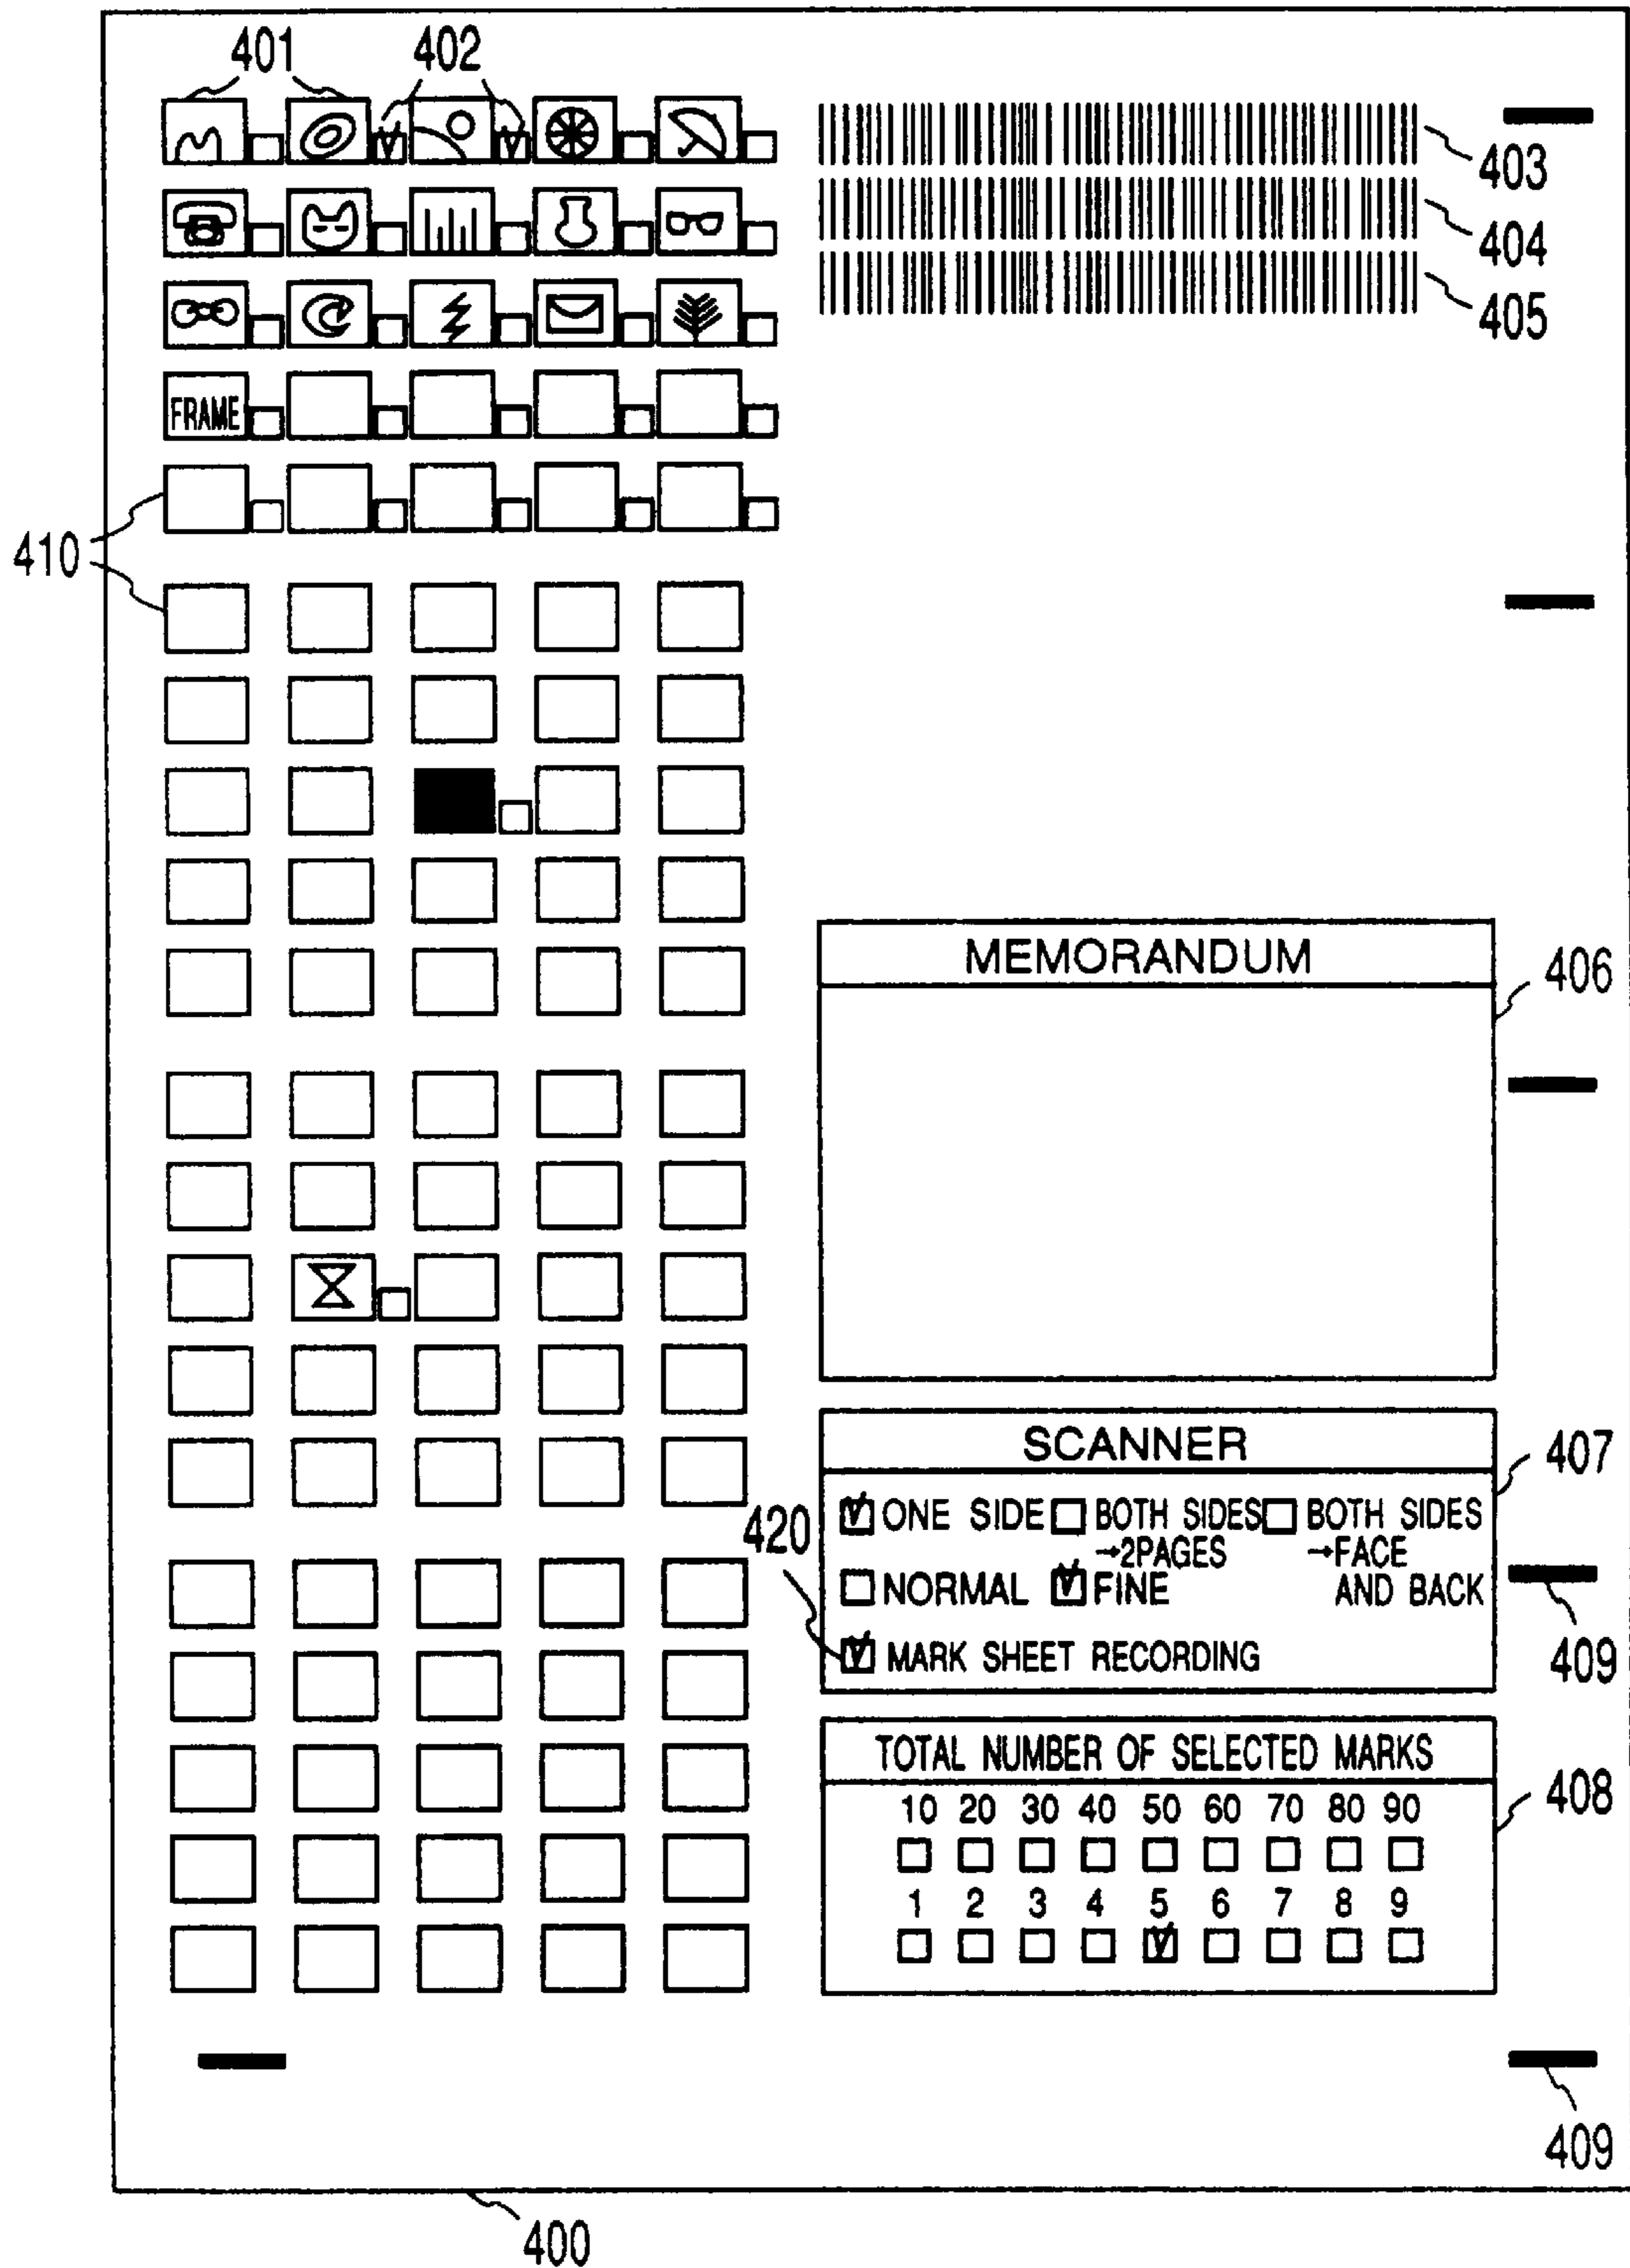 401 402
403
404
405
FRAME
410
MEMORANDUM
406
SCANNER
407
ONE SIDE BOTH SIDES BOTH SIDES
420
→2PAGES →FACE
NORMAL FINE AND BACK
MARK SHEET RECORDING
409
TOTAL NUMBER OF SELECTED MARKS
408
10 20 30 40 50 60 70 80 90
1 2 3 4 5 6 7 8 9
409
400